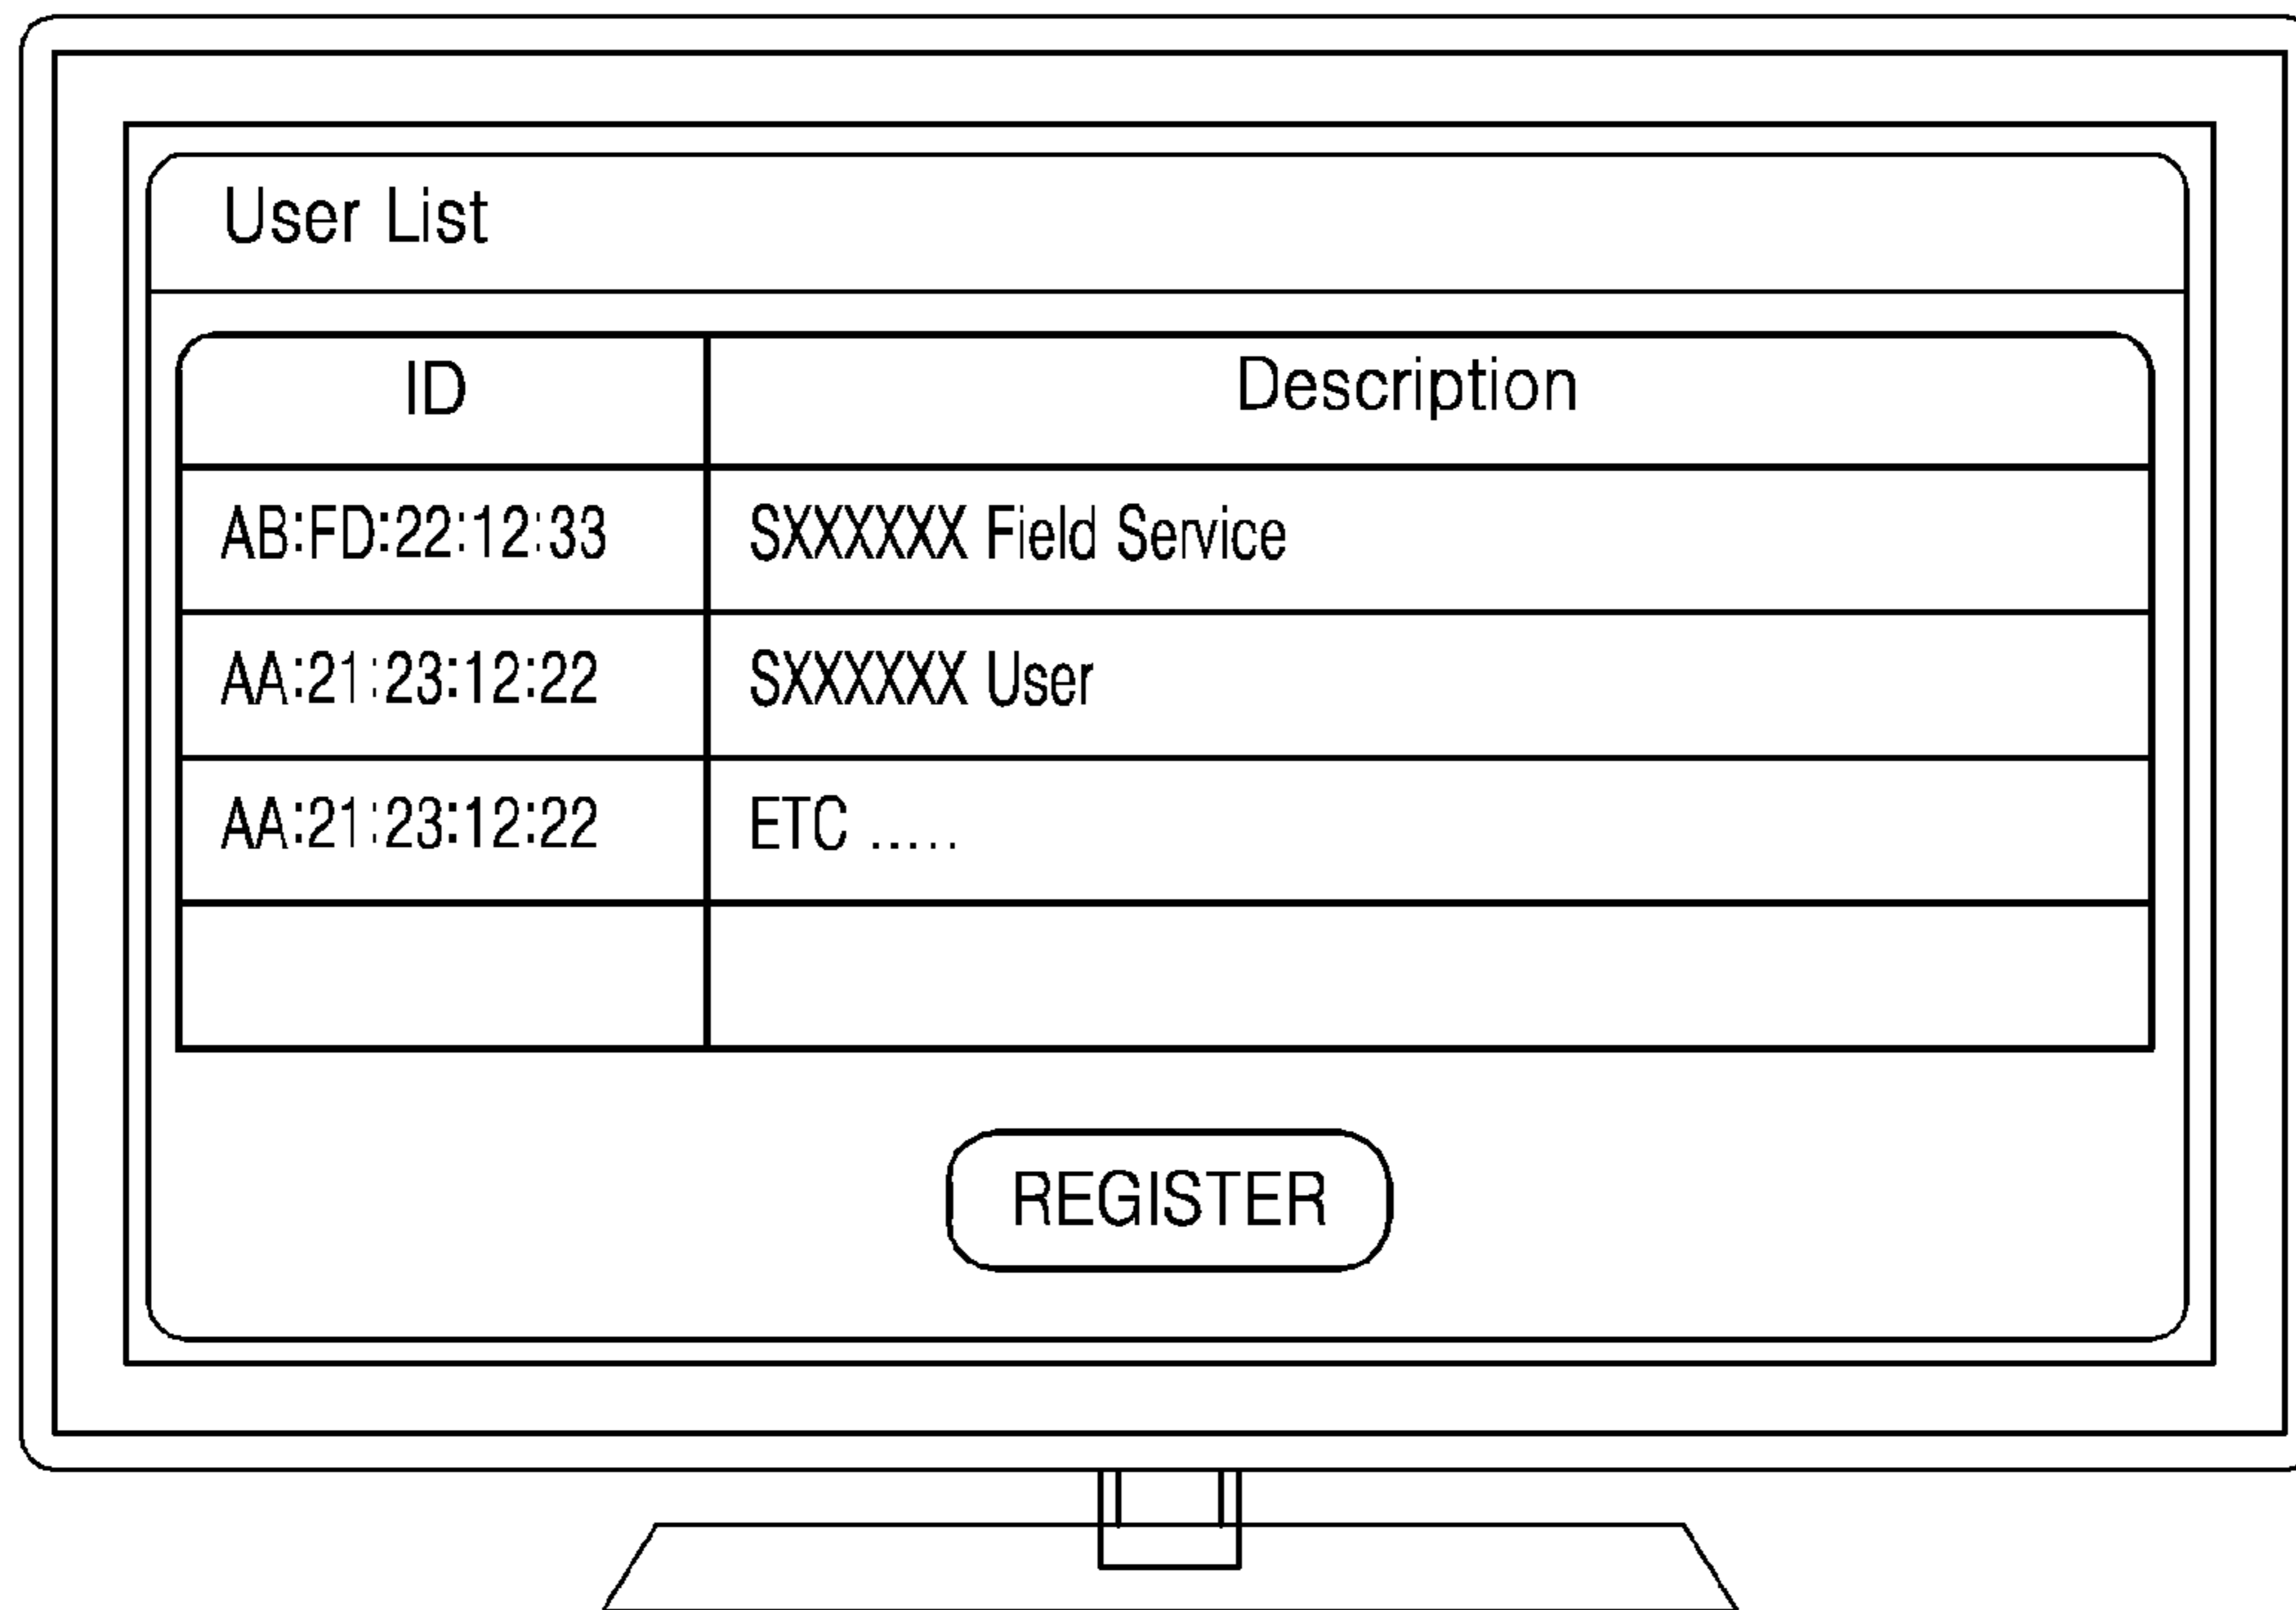 User List
ID Description
AB:FD:22:12:33 SXXXXXX Field Service
AA:21:23:12:22 SXXXXXX User
AA:21:23:12:22 ETC .....
REGISTER